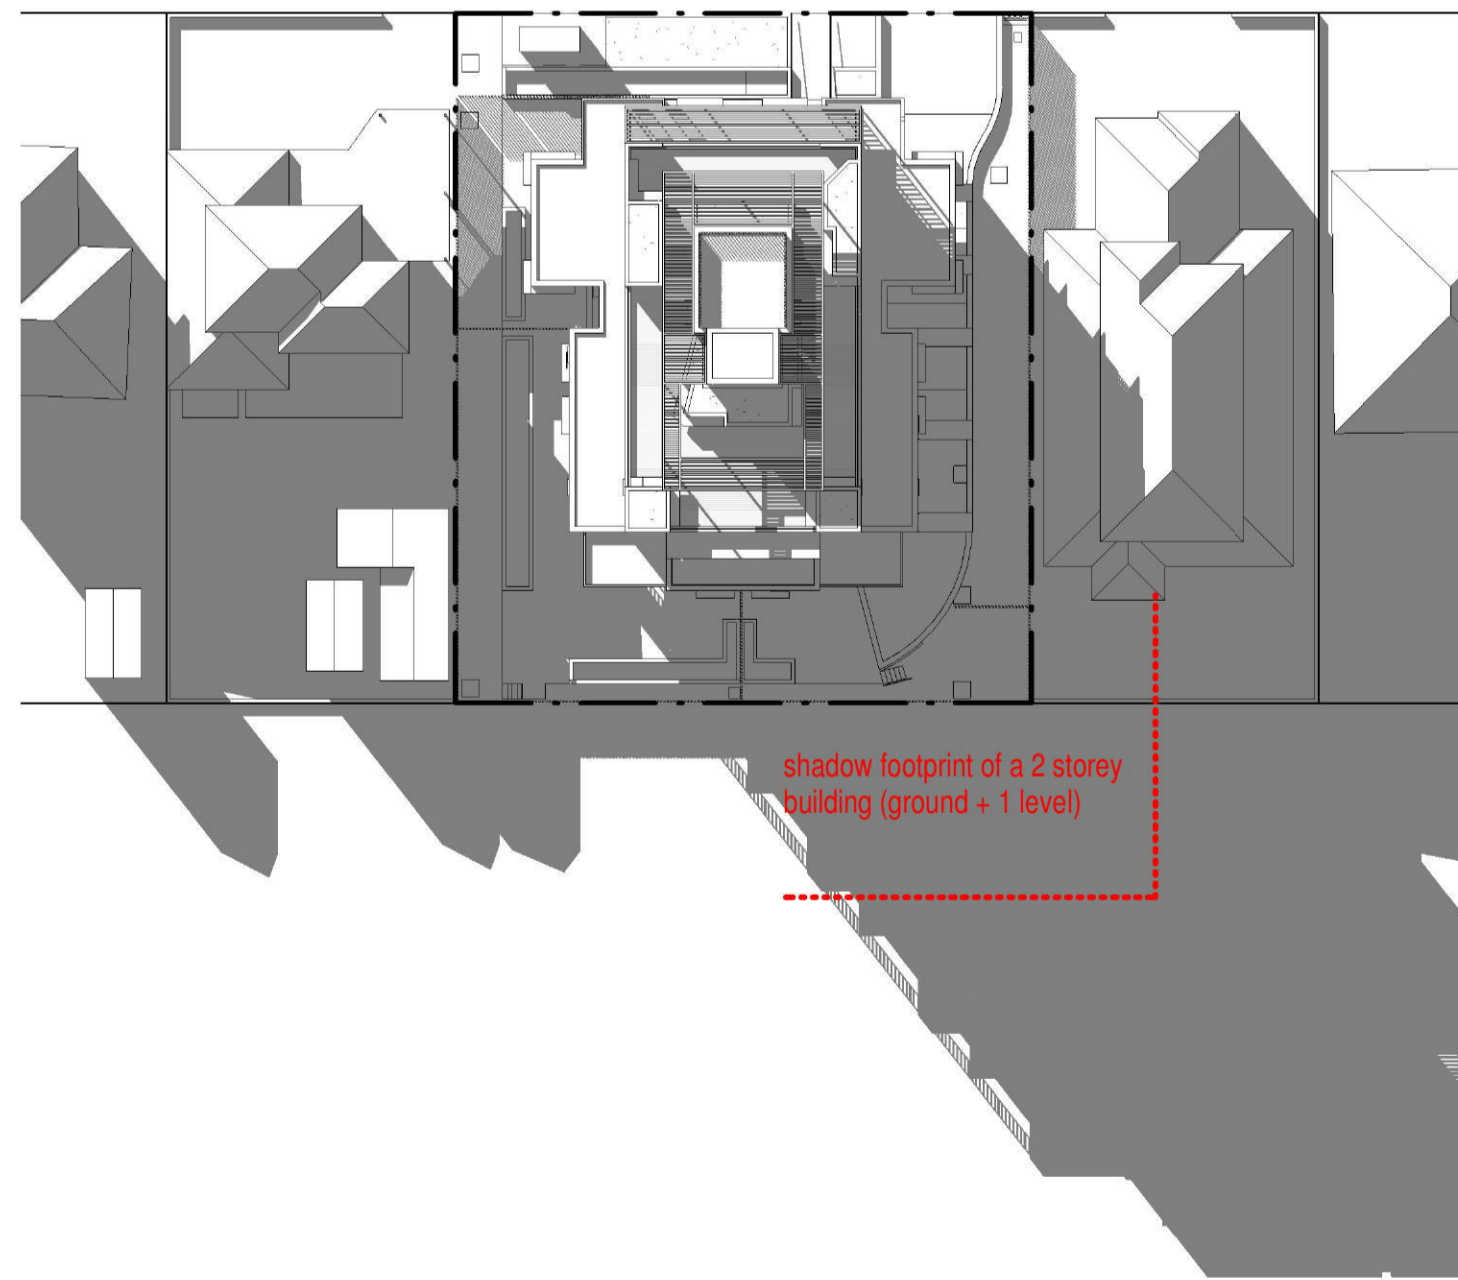 shadow footprint of a 2 storey
building (ground + 1 level)